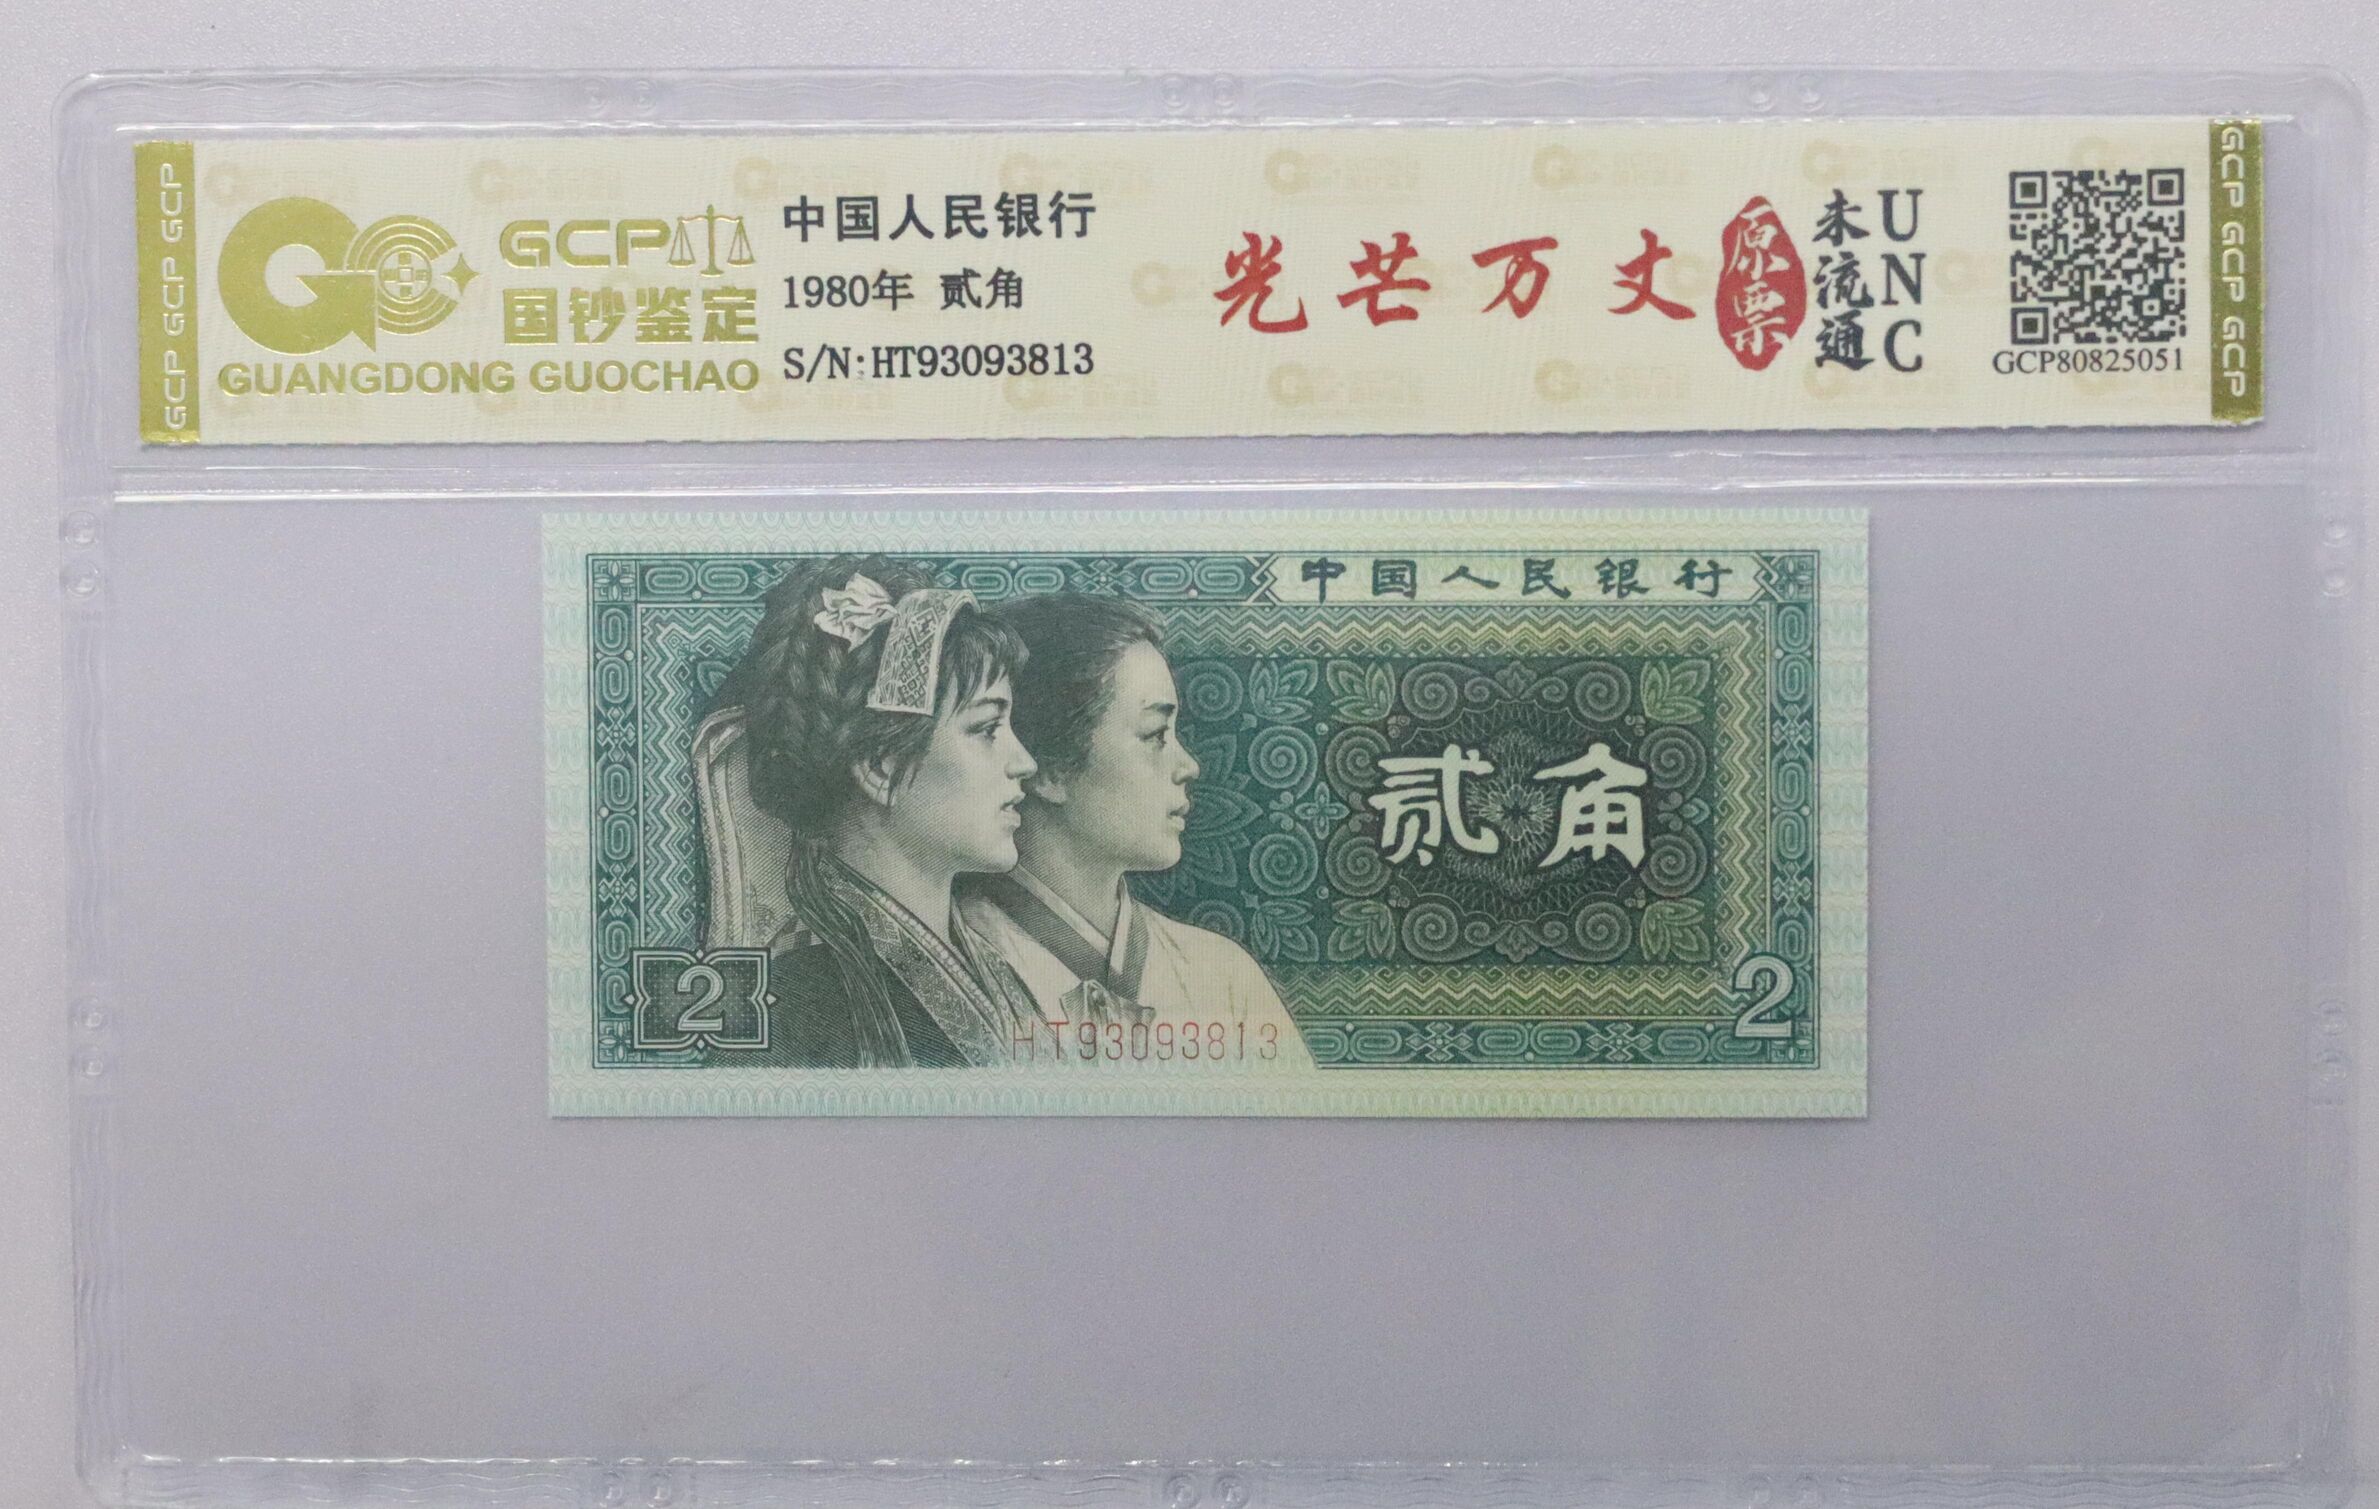 GCP GCP GCP
GCP
国钞鉴定
GUANGDONG GUOCHAO
中国人民银行
1980年 贰角
S/N:HT93093813
光芒万丈
原票
未流通
UNC
GCP80825051
GCP GCP GCP
中国人民银行
贰角
2
HT93093813
2